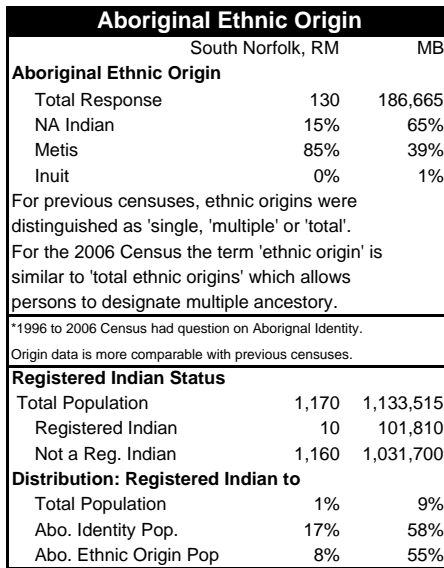 Aboriginal Ethnic Origin
South Norfolk, RM MB
Aboriginal Ethnic Origin
Total Response 130 186,665
NA Indian 15% 65%
Metis 85% 39%
Inuit 0% 1%
For previous censuses, ethnic origins were
distinguished as 'single, 'multiple' or 'total'.
For the 2006 Census the term 'ethnic origin' is
similar to 'total ethnic origins' which allows
persons to designate multiple ancestory.
*1996 to 2006 Census had question on Aborignal Identity.
Origin data is more comparable with previous censuses.
Registered Indian Status
Total Population 1,170 1,133,515
Registered Indian 10 101,810
Not a Reg. Indian 1,160 1,031,700
Distribution: Registered Indian to
Total Population 1% 9%
Abo. Identity Pop. 17% 58%
Abo. Ethnic Origin Pop 8% 55%